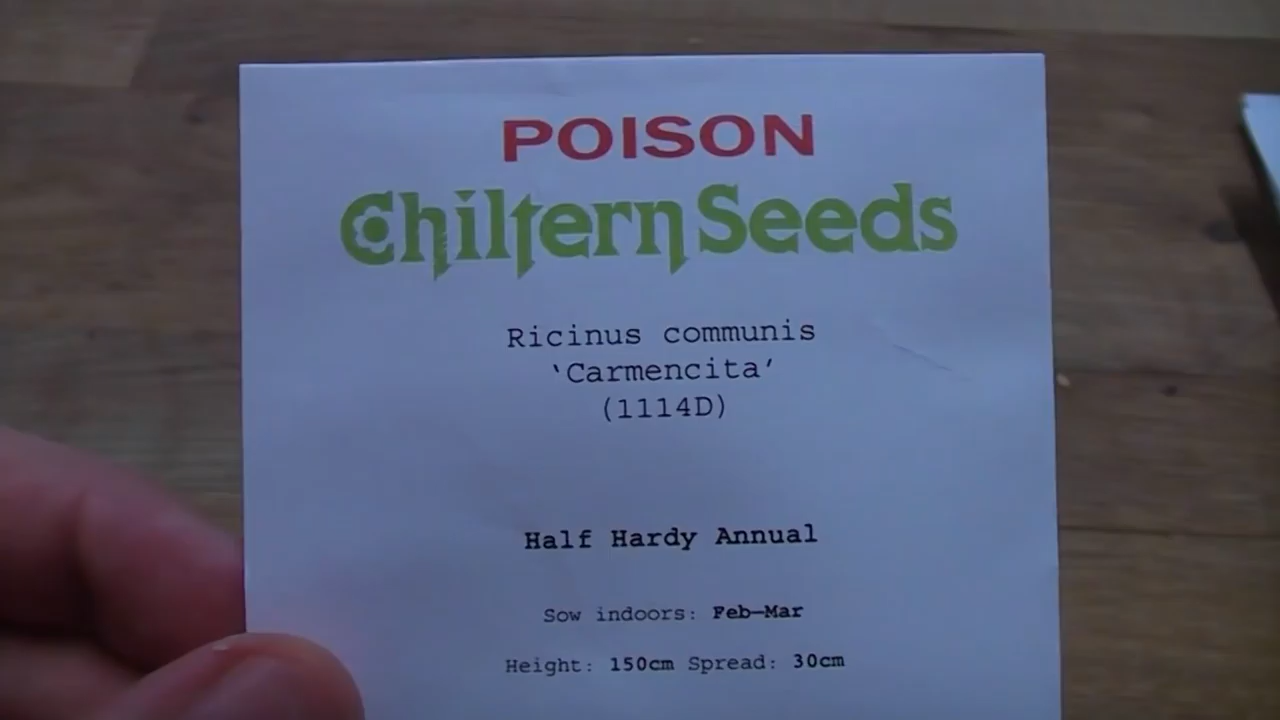 POISON
Chiltern Seeds
Ricinus communis
‘Carmencita’
(1114D)
Half Hardy Annual
Sow indoors: Feb—Mar
Height: 150cm Spread: 30cm